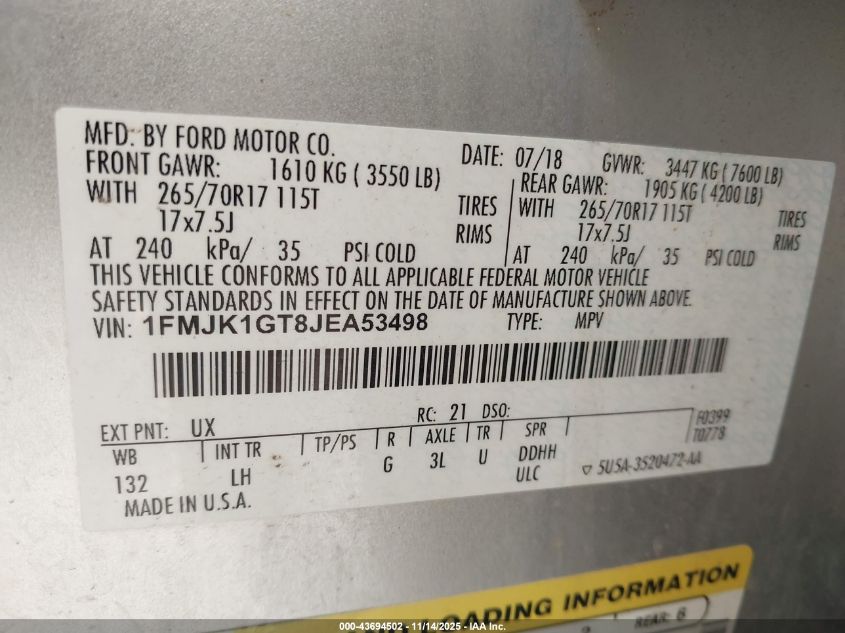 MFD. BY FORD MOTOR CO.
DATE: 07/18 GVWR: 3447 KG ( 7600 LB)
FRONT GAWR: 1610 KG ( 3550 LB)
REAR GAWR: 1905 KG ( 4200 LB)
WITH 265/70R17 115T TIRES
WITH 265/70R17 115T TIRES
17x7.5J RIMS
17x7.5J RIMS
AT 240 kPa/ 35 PSI COLD
AT 240 kPa/ 35 PSI COLD
THIS VEHICLE CONFORMS TO ALL APPLICABLE FEDERAL MOTOR VEHICLE
SAFETY STANDARDS IN EFFECT ON THE DATE OF MANUFACTURE SHOWN ABOVE.
VIN: 1FMJK1GT8JEA53498 TYPE: MPV
EXT PNT: UX RC: 21 DSO: F0399
T0778
WB INT TR TP/PS R AXLE TR SPR
132 LH G 3L U DDHH
ULC
MADE IN U.S.A. ▽ 5U5A-3520472-AA
LOADING INFORMATION
REAR: 6
000-43694502 - 11/14/2025 - IAA Inc.